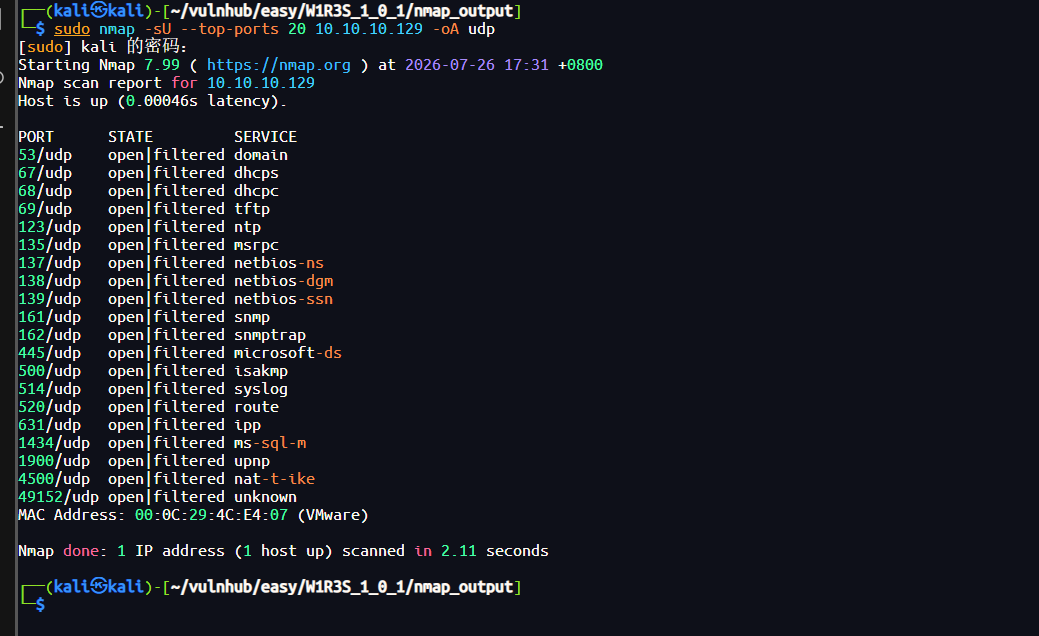 ┌──(kali㉿kali)-[~/vulnhub/easy/W1R3S_1_0_1/nmap_output]
└─$ sudo nmap -sU --top-ports 20 10.10.10.129 -oA udp
[sudo] kali 的密码：
Starting Nmap 7.99 ( https://nmap.org ) at 2026-07-26 17:31 +0800
Nmap scan report for 10.10.10.129
Host is up (0.00046s latency).

PORT      STATE         SERVICE
53/udp    open|filtered domain
67/udp    open|filtered dhcps
68/udp    open|filtered dhcpc
69/udp    open|filtered tftp
123/udp   open|filtered ntp
135/udp   open|filtered msrpc
137/udp   open|filtered netbios-ns
138/udp   open|filtered netbios-dgm
139/udp   open|filtered netbios-ssn
161/udp   open|filtered snmp
162/udp   open|filtered snmptrap
445/udp   open|filtered microsoft-ds
500/udp   open|filtered isakmp
514/udp   open|filtered syslog
520/udp   open|filtered route
631/udp   open|filtered ipp
1434/udp  open|filtered ms-sql-m
1900/udp  open|filtered upnp
4500/udp  open|filtered nat-t-ike
49152/udp open|filtered unknown
MAC Address: 00:0C:29:4C:E4:07 (VMware)

Nmap done: 1 IP address (1 host up) scanned in 2.11 seconds

┌──(kali㉿kali)-[~/vulnhub/easy/W1R3S_1_0_1/nmap_output]
└─$